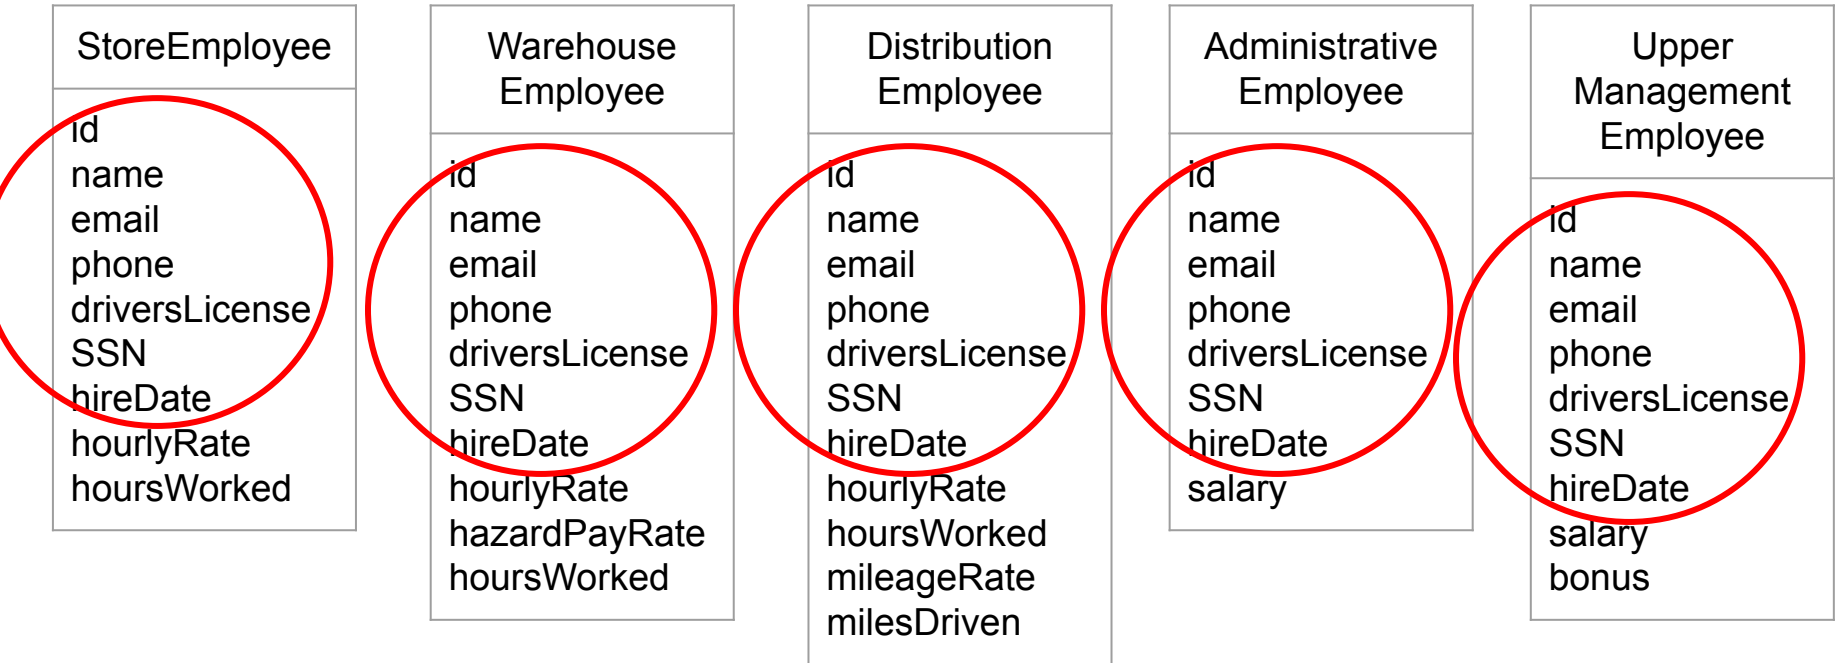 StoreEmployee
id
name
email
phone
driversLicense
SSN
hireDate
hourlyRate
hoursWorked
Warehouse
Employee
id
name
email
phone
driversLicense
SSN
hireDate
hourlyRate
hazardPayRate
hoursWorked
Distribution
Employee
id
name
email
phone
driversLicense
SSN
hireDate
hourlyRate
hoursWorked
mileageRate
milesDriven
Administrative
Employee
id
name
email
phone
driversLicense
SSN
hireDate
salary
Upper
Management
Employee
id
name
email
phone
driversLicense
SSN
hireDate
salary
bonus